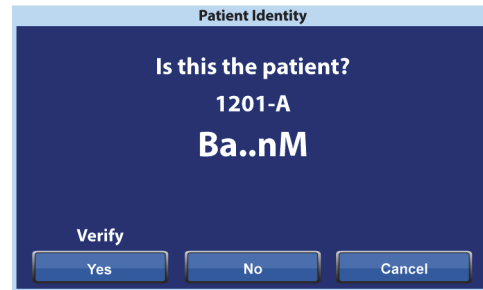 Patient Identity
Is this the patient?
1201-A
Ba..nM
Verify
Yes No Cancel